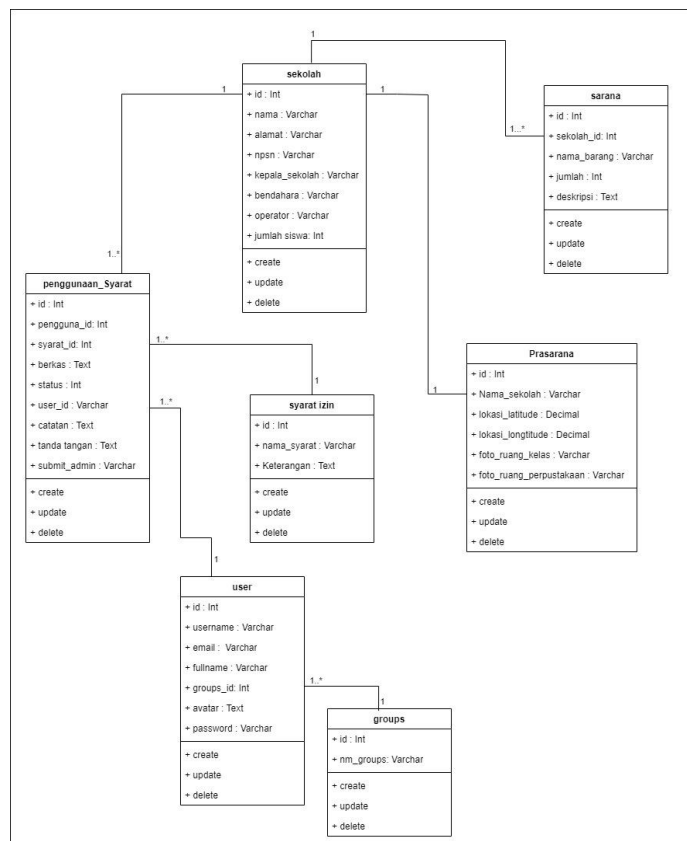 1
sekolah
+ id : Int
+ nama : Varchar
+ alamat : Varchar
+ npsn : Varchar
+ kepala_sekolah : Varchar
+ bendahara : Varchar
+ operator : Varchar
+ jumlah siswa: Int
+ create
+ update
+ delete
1
1
sarana
+ id : Int
+ sekolah_id: Int
+ nama_barang : Varchar
+ jumlah : Int
+ deskripsi : Text
+ create
+ update
+ delete
1...*
1..*
penggunaan_Syarat
+ id : Int
+ pengguna_id: Int
+ syarat_id: Int
+ berkas : Text
+ status : Int
+ user_id : Varchar
+ catatan : Text
+ tanda tangan : Text
+ submit_admin : Varchar
+ create
+ update
+ delete
1..*
1..*
1
syarat izin
+ id : Int
+ nama_syarat : Varchar
+ Keterangan : Text
+ create
+ update
+ delete
1
Prasarana
+ id : Int
+ Nama_sekolah : Varchar
+ lokasi_latitude : Decimal
+ lokasi_longtitude : Decimal
+ foto_ruang_kelas : Varchar
+ foto_ruang_perpustakaan : Varchar
+ create
+ update
+ delete
1
user
+ id : Int
+ username : Varchar
+ email : Varchar
+ fullname : Varchar
+ groups_id: Int
+ avatar : Text
+ password : Varchar
+ create
+ update
+ delete
1..*
1
groups
+ id : Int
+ nm_groups: Varchar
+ create
+ update
+ delete